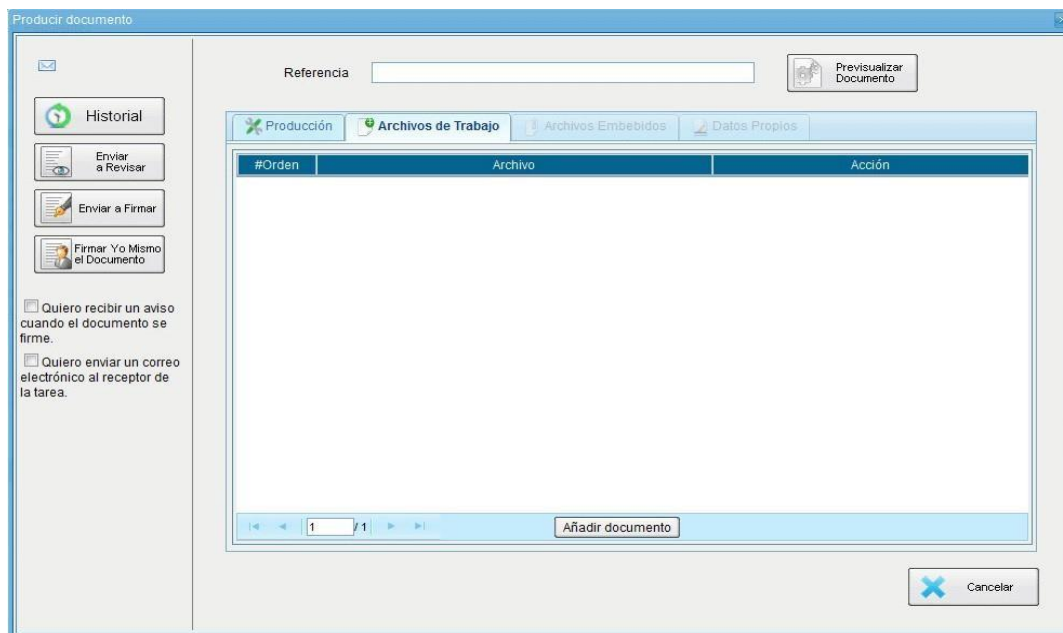 Producir documento
Historial
Enviar
a Revisar
Enviar a Firmar
Firmar Yo Mismo
el Documento
Quiero recibir un aviso
cuando el documento se
firme.
Quiero enviar un correo
electrónico al receptor de
la tarea.
Referencia
Previsualizar
Documento
Producción Archivos de Trabajo Archivos Embebidos Datos Propios
#Orden Archivo Acción
1 / 1 Añadir documento
Cancelar